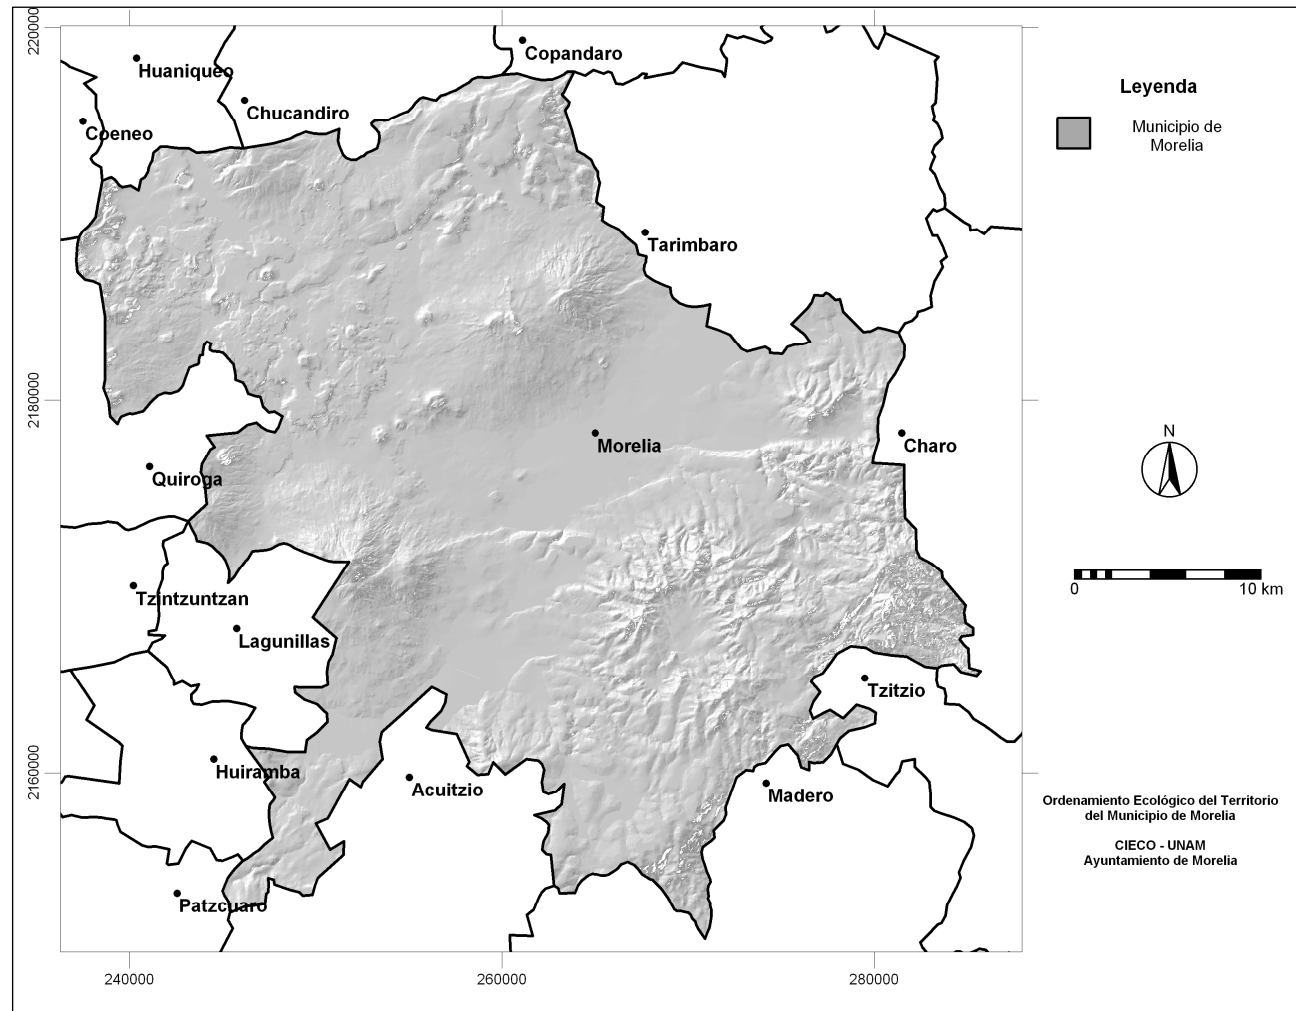 2200000
2180000
2160000
240000
260000
280000
Huaniqueo
Copandaro
Chucandiro
Coeneo
Tarimbaro
Morelia
Charo
Quiroga
Tzintzuntzan
Lagunillas
Tzitzio
Huiramba
Acuitzio
Madero
Patzcuaro
Leyenda
Municipio de
Morelia
N
0 10 km
Ordenamiento Ecológico del Territorio
del Municipio de Morelia
CIECO - UNAM
Ayuntamiento de Morelia